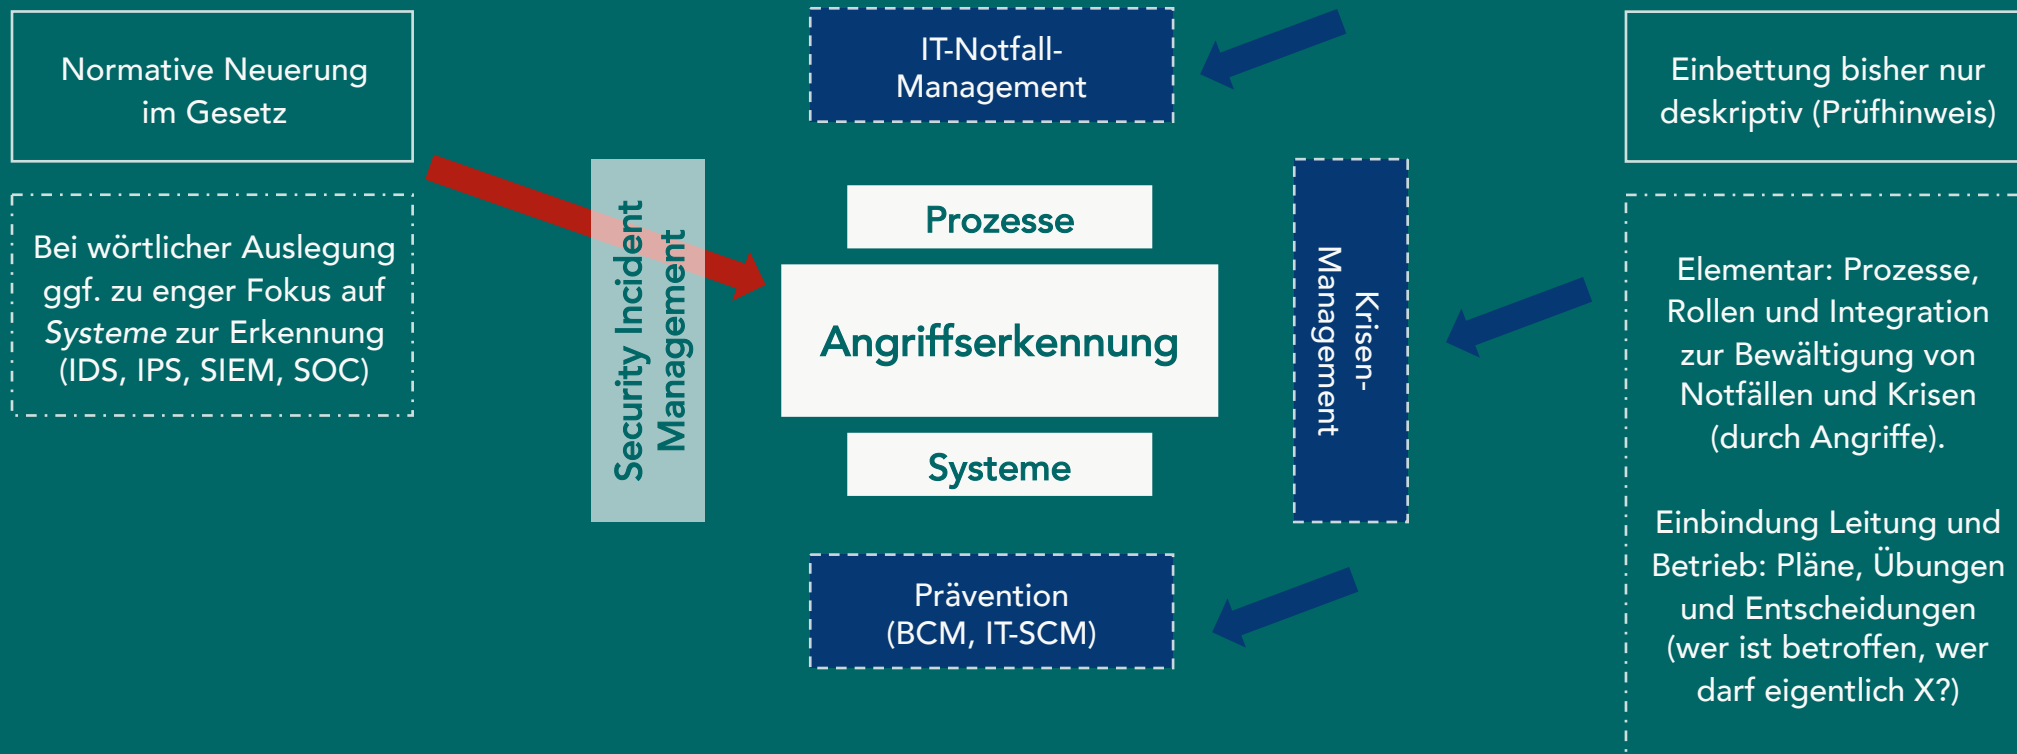 Normative Neuerung
im Gesetz
Bei wörtlicher Auslegung
ggf. zu enger Fokus auf
Systeme zur Erkennung
(IDS, IPS, SIEM, SOC)
Security Incident
Management
IT-Notfall-
Management
Prozesse
Angriffserkennung
Systeme
Prävention
(BCM, IT-SCM)
Krisen-
Management
Einbettung bisher nur
deskriptiv (Prüfhinweis)
Elementar: Prozesse,
Rollen und Integration
zur Bewältigung von
Notfällen und Krisen
(durch Angriffe).
Einbindung Leitung und
Betrieb: Pläne, Übungen
und Entscheidungen
(wer ist betroffen, wer
darf eigentlich X?)